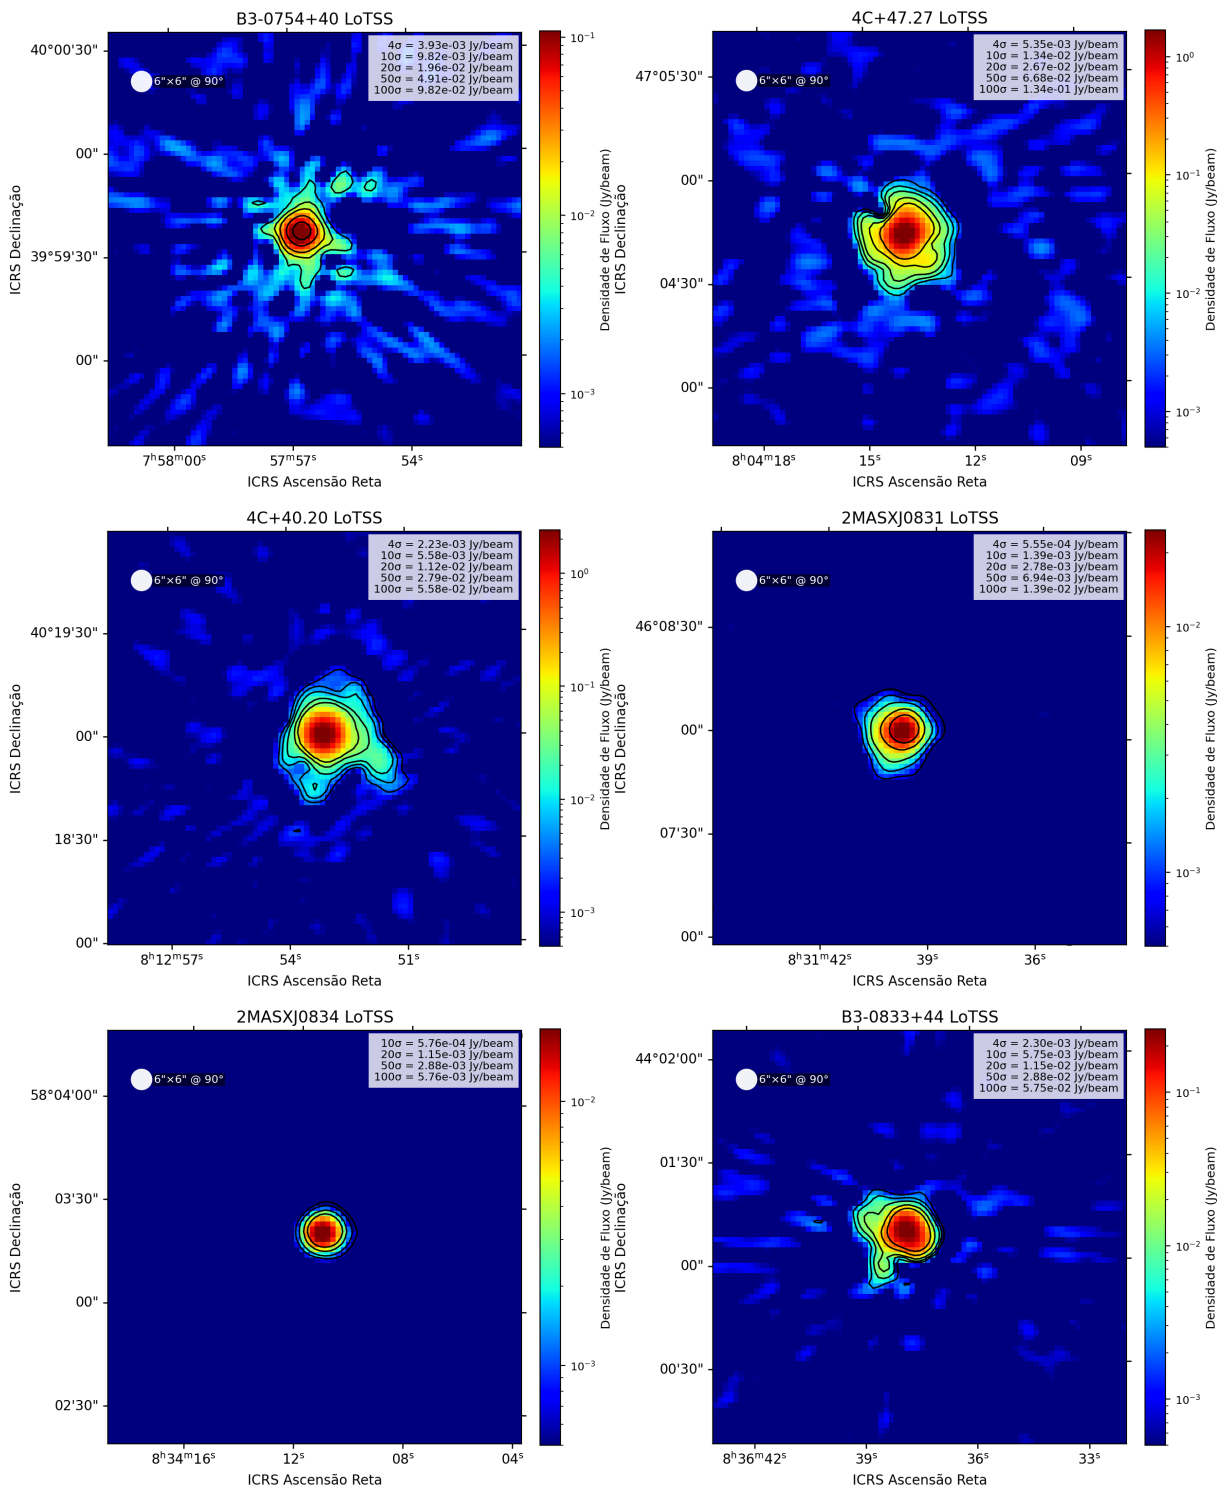 B3-0754+40 LoTSS
4σ = 3.93e-03 Jy/beam
10σ = 9.82e-03 Jy/beam
20σ = 1.96e-02 Jy/beam
50σ = 4.91e-02 Jy/beam
100σ = 9.82e-02 Jy/beam
6"×6" @ 90°
40°00'30"
00"
39°59'30"
00"
ICRS Declinação
7h58m00s
57m57s
54s
ICRS Ascensão Reta
10−1
10−2
10−3
Densidade de Fluxo (Jy/beam)
4C+47.27 LoTSS
4σ = 5.35e-03 Jy/beam
10σ = 1.34e-02 Jy/beam
20σ = 2.67e-02 Jy/beam
50σ = 6.68e-02 Jy/beam
100σ = 1.34e-01 Jy/beam
6"×6" @ 90°
47°05'30"
00"
04'30"
00"
ICRS Declinação
8h04m18s
15s
12s
09s
ICRS Ascensão Reta
100
10−1
10−2
10−3
Densidade de Fluxo (Jy/beam)
4C+40.20 LoTSS
4σ = 2.23e-03 Jy/beam
10σ = 5.58e-03 Jy/beam
20σ = 1.12e-02 Jy/beam
50σ = 2.79e-02 Jy/beam
100σ = 5.58e-02 Jy/beam
6"×6" @ 90°
40°19'30"
00"
18'30"
00"
ICRS Declinação
8h12m57s
54s
51s
ICRS Ascensão Reta
100
10−1
10−2
10−3
Densidade de Fluxo (Jy/beam)
2MASXJ0831 LoTSS
4σ = 5.55e-04 Jy/beam
10σ = 1.39e-03 Jy/beam
20σ = 2.78e-03 Jy/beam
50σ = 6.94e-03 Jy/beam
100σ = 1.39e-02 Jy/beam
6"×6" @ 90°
46°08'30"
00"
07'30"
00"
ICRS Declinação
8h31m42s
39s
36s
ICRS Ascensão Reta
10−2
10−3
Densidade de Fluxo (Jy/beam)
2MASXJ0834 LoTSS
10σ = 5.76e-04 Jy/beam
20σ = 1.15e-03 Jy/beam
50σ = 2.88e-03 Jy/beam
100σ = 5.76e-03 Jy/beam
6"×6" @ 90°
58°04'00"
03'30"
00"
02'30"
ICRS Declinação
8h34m16s
12s
08s
04s
ICRS Ascensão Reta
10−2
10−3
Densidade de Fluxo (Jy/beam)
B3-0833+44 LoTSS
4σ = 2.30e-03 Jy/beam
10σ = 5.75e-03 Jy/beam
20σ = 1.15e-02 Jy/beam
50σ = 2.88e-02 Jy/beam
100σ = 5.75e-02 Jy/beam
6"×6" @ 90°
44°02'00"
01'30"
00"
00'30"
ICRS Declinação
8h36m42s
39s
36s
33s
ICRS Ascensão Reta
10−1
10−2
10−3
Densidade de Fluxo (Jy/beam)